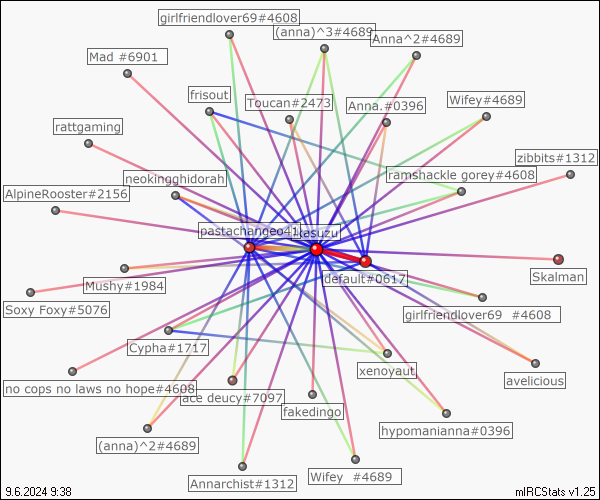 girlfriendlover69#4608
(anna)^3#4689
Anna^2#4689
Mad #6901
frisout
Toucan#2473
Anna.#0396
Wifey#4689
rattgaming
zibbits#1312
neokingghidorah
ramshackle gorey#4608
AlpineRooster#2156
pastachangeo41
kasuzu
Mushy#1984
default#0617
Skalman
Soxy Foxy#5076
girlfriendlover69 #4608
Cypha#1717
xenoyaut
avelicious
no cops no laws no hope#4608
ace deucy#7097
fakedingo
hypomanianna#0396
(anna)^2#4689
Annarchist#1312
Wifey #4689
9.6.2024 9:38
mIRCStats v1.25